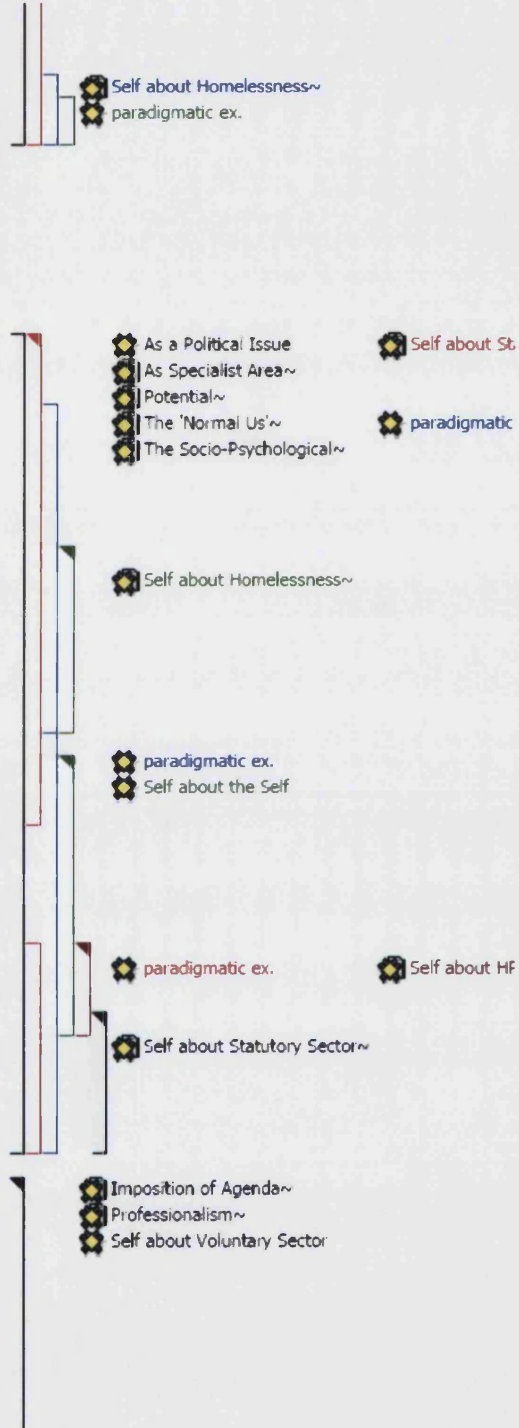 Self about Homelessness~
paradigmatic ex.
As a Political Issue Self about St
As Specialist Area~
Potential~
The 'Normal Us'~ paradigmatic
The Socio-Psychological~
Self about Homelessness~
paradigmatic ex.
Self about the Self
paradigmatic ex. Self about HF
Self about Statutory Sector~
Imposition of Agenda~
Professionalism~
Self about Voluntary Sector